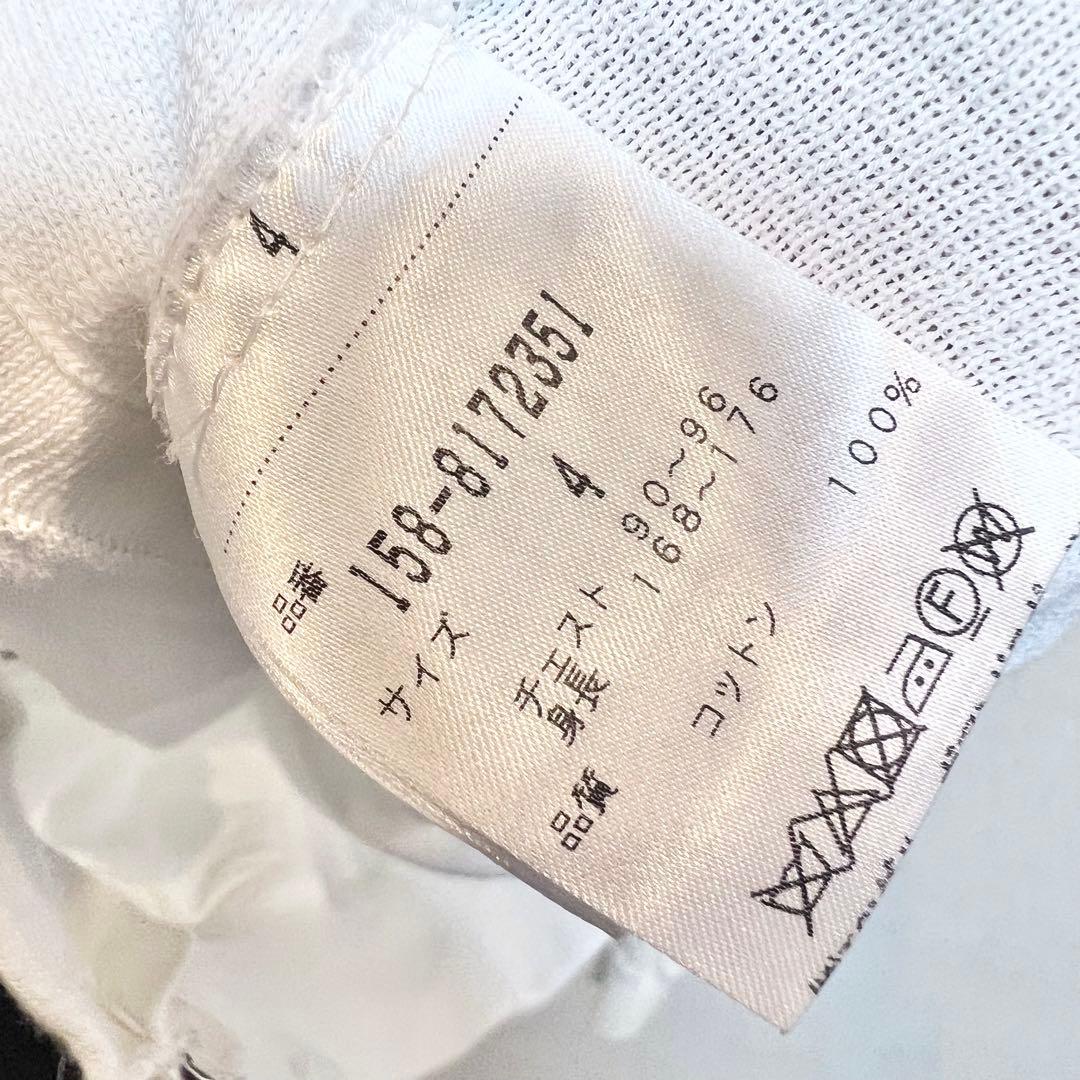 4
品番
158-8172351
サイズ 4
チェスト 90~96
身長 168~176
品質
コットン 100%
F
W